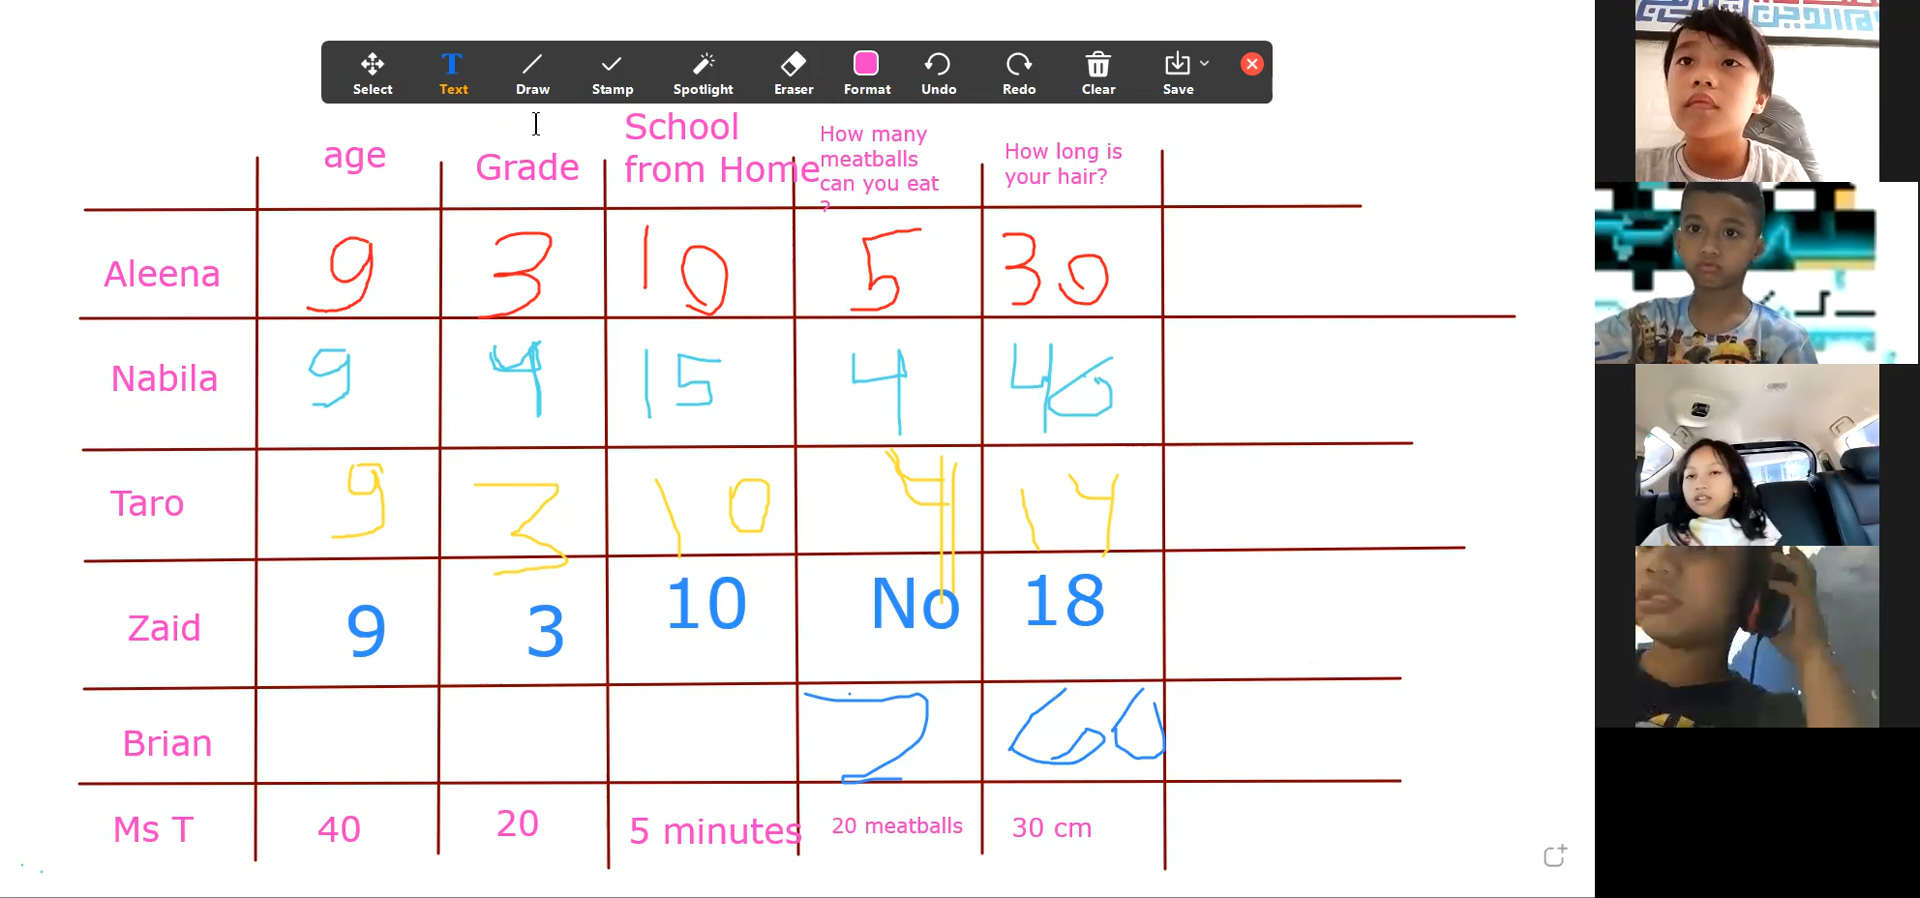 Select Text Draw Stamp Spotlight Eraser Format Undo Redo Clear Save
age
Grade
School
from Home
How many
meatballs
can you eat
?
How long is
your hair?
Aleena 9 3 10 5 30
Nabila 9 4 15 4 40
Taro 9 3 10 4 14
Zaid 9 3 10 No 18
Brian 2 60
Ms T 40 20 5 minutes 20 meatballs 30 cm